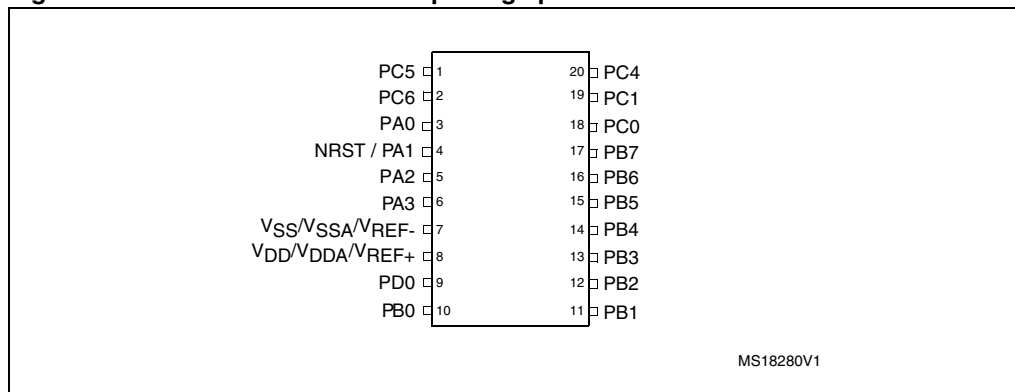 PC5 1 20 PC4
PC6 2 19 PC1
PA0 3 18 PC0
NRST / PA1 4 17 PB7
PA2 5 16 PB6
PA3 6 15 PB5
VSS/VSSA/VREF- 7 14 PB4
VDD/VDDA/VREF+ 8 13 PB3
PD0 9 12 PB2
PB0 10 11 PB1
MS18280V1